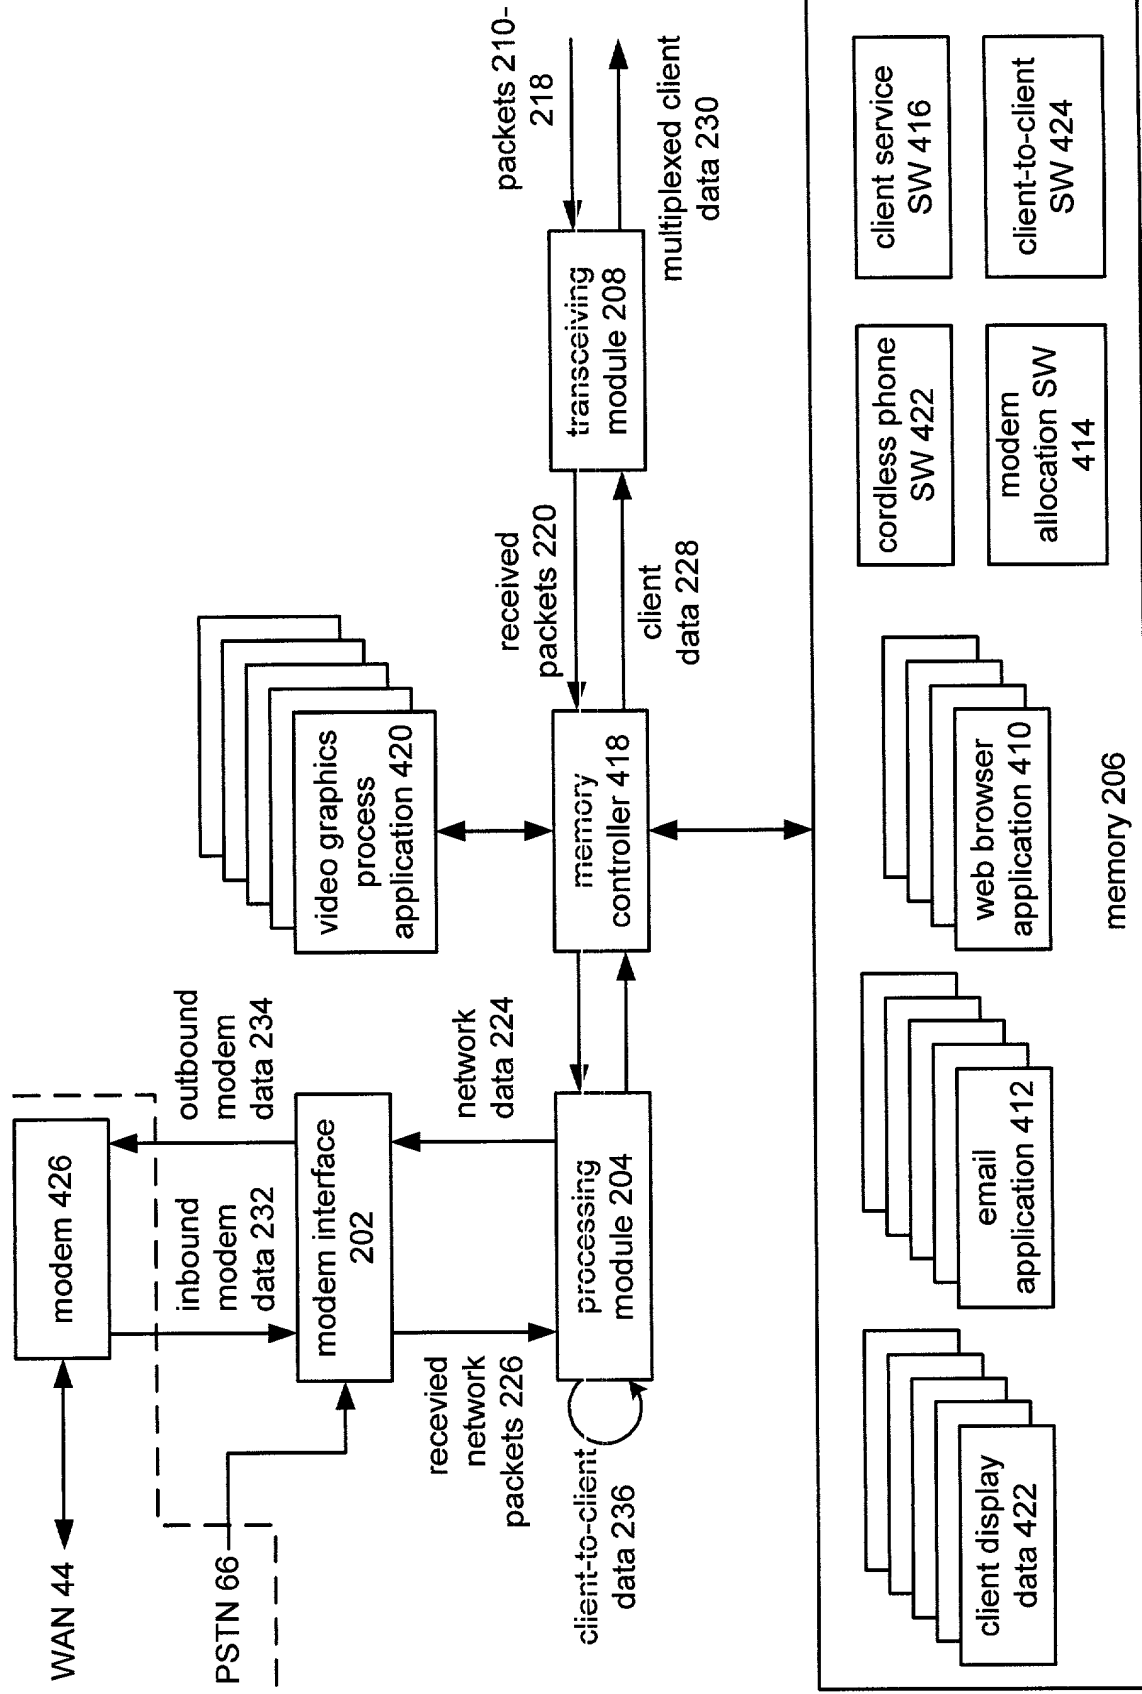 WAN 44
modem 426
PSTN 66
inbound
modem
data 232
outbound
modem
data 234
modem interface
202
recevied
network
packets 226
network
data 224
video graphics
process
application 420
client-to-client
data 236
processing
module 204
memory
controller 418
received
packets 220
client
data 228
transceiving
module 208
packets 210-
218
multiplexed client
data 230
client display
data 422
email
application 412
web browser
application 410
cordless phone
SW 422
client service
SW 416
modem
allocation SW
414
client-to-client
SW 424
memory 206